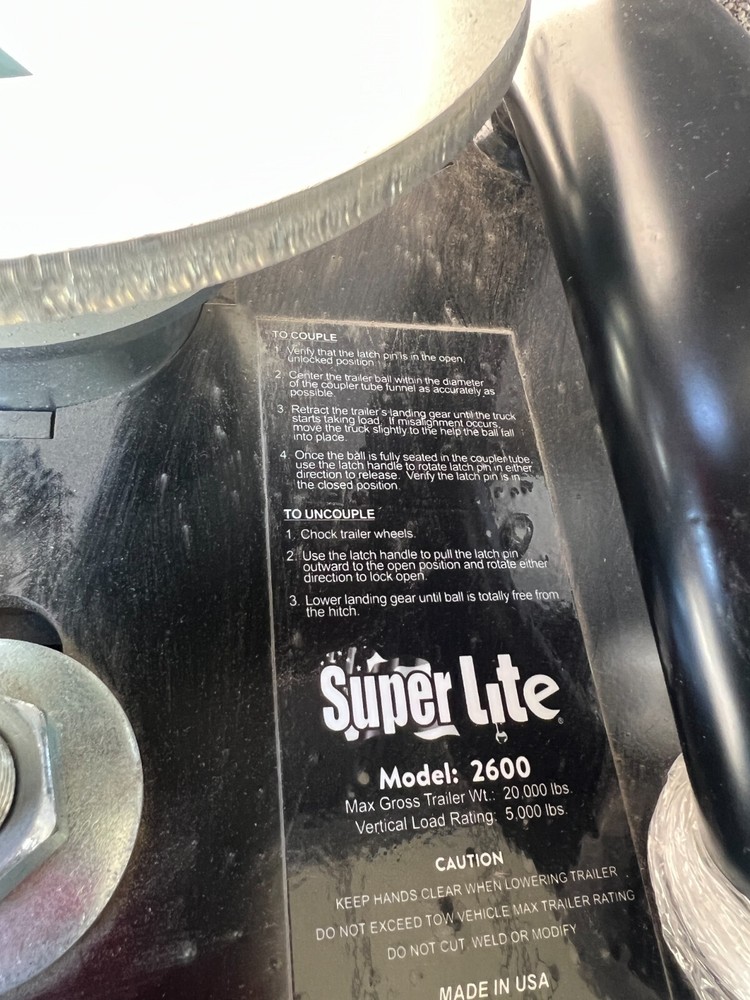 TO COUPLE
1. Verify that the latch pin is in the open,
unlocked position.
2. Center the trailer ball within the diameter
of the coupler tube funnel as accurately as
possible.
3. Retract the trailer's landing gear until the truck
starts taking load. If misalignment occurs,
move the truck slightly to the help the ball fall
into place.
4. Once the ball is fully seated in the coupler tube,
use the latch handle to rotate latch pin in either
direction to release. Verify the latch pin is in
the closed position.
TO UNCOUPLE
1. Chock trailer wheels.
2. Use the latch handle to pull the latch pin
outward to the open position and rotate either
direction to lock open.
3. Lower landing gear until ball is totally free from
the hitch.
Super Lite®
Model: 2600
Max Gross Trailer Wt.: 20,000 lbs.
Vertical Load Rating: 5,000 lbs.
CAUTION
KEEP HANDS CLEAR WHEN LOWERING TRAILER
DO NOT EXCEED TOW VEHICLE MAX TRAILER RATING
DO NOT CUT, WELD OR MODIFY
MADE IN USA